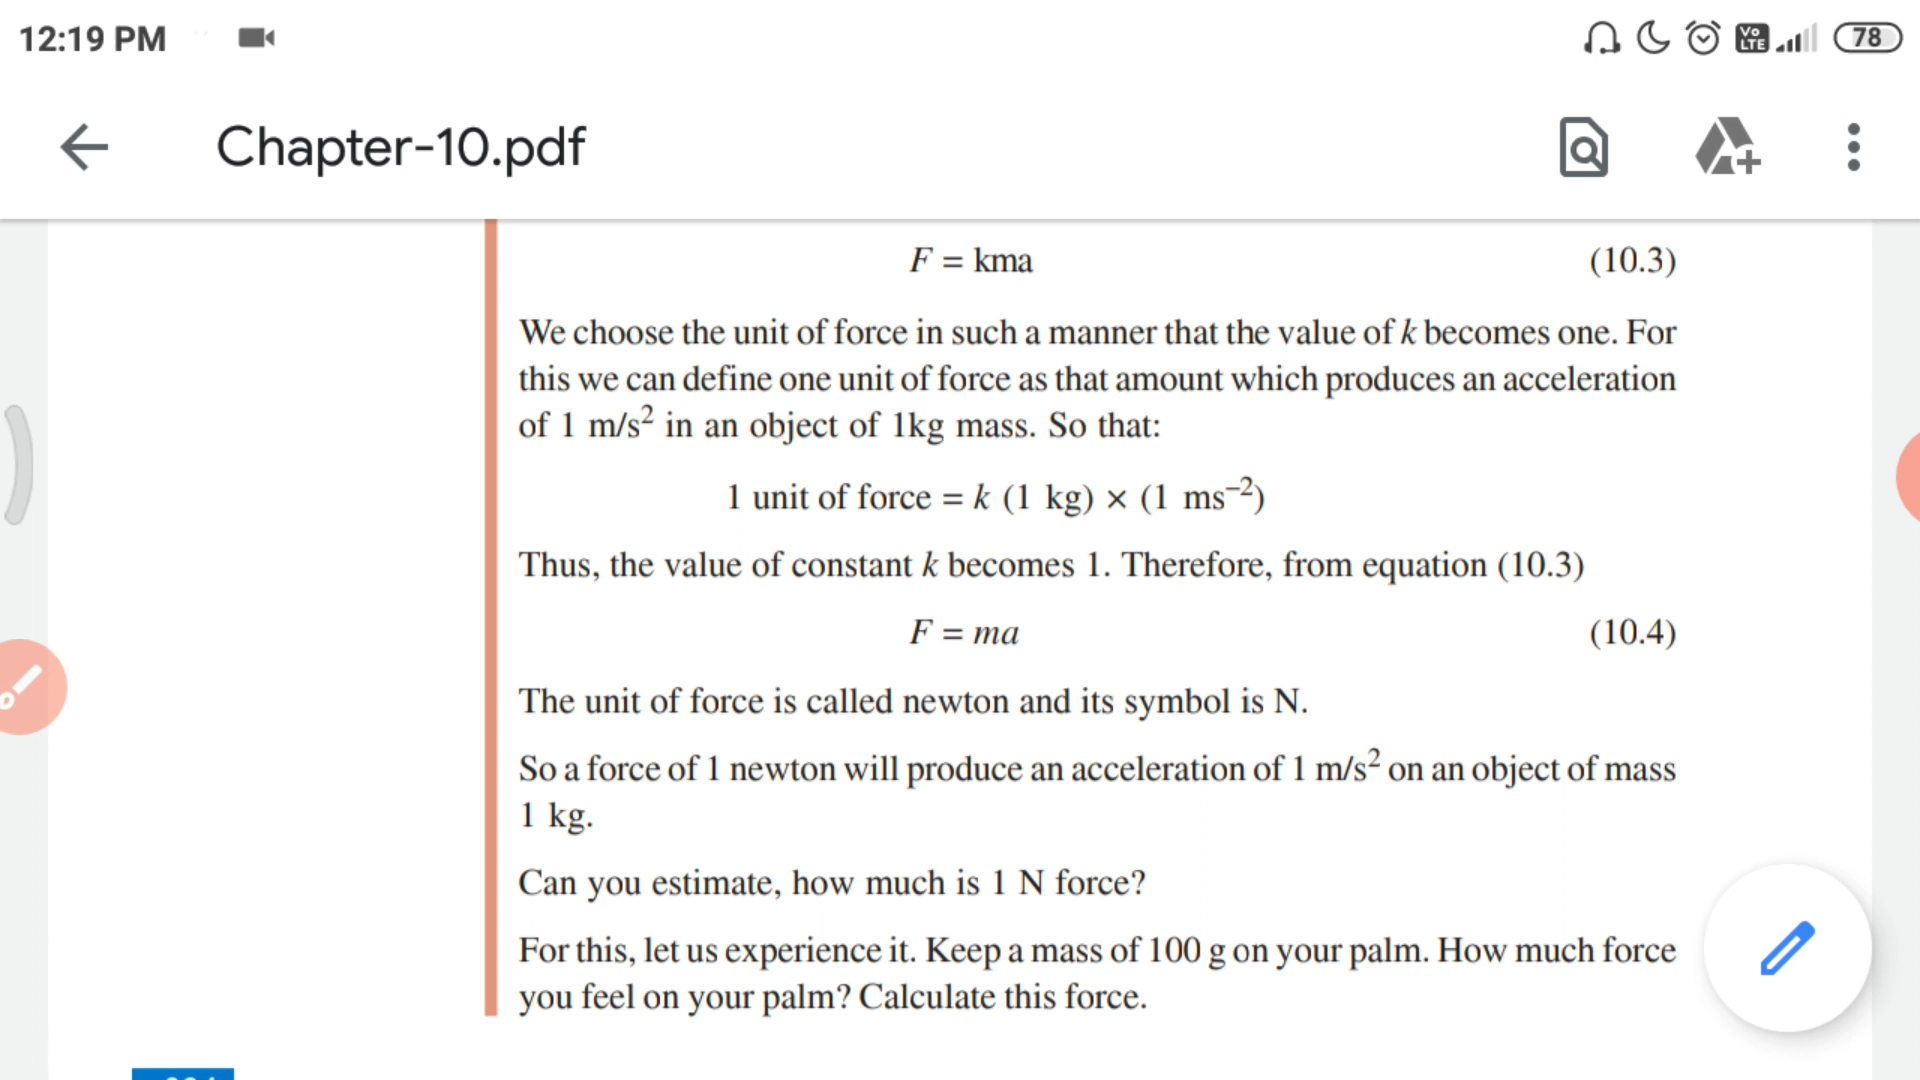 12:19 PM
Vo LTE
78
Chapter-10.pdf
F = kma (10.3)
We choose the unit of force in such a manner that the value of k becomes one. For
this we can define one unit of force as that amount which produces an acceleration
of 1 m/s² in an object of 1kg mass. So that:
1 unit of force = k (1 kg) × (1 ms⁻²)
Thus, the value of constant k becomes 1. Therefore, from equation (10.3)
F = ma (10.4)
The unit of force is called newton and its symbol is N.
So a force of 1 newton will produce an acceleration of 1 m/s² on an object of mass
1 kg.
Can you estimate, how much is 1 N force?
For this, let us experience it. Keep a mass of 100 g on your palm. How much force
you feel on your palm? Calculate this force.